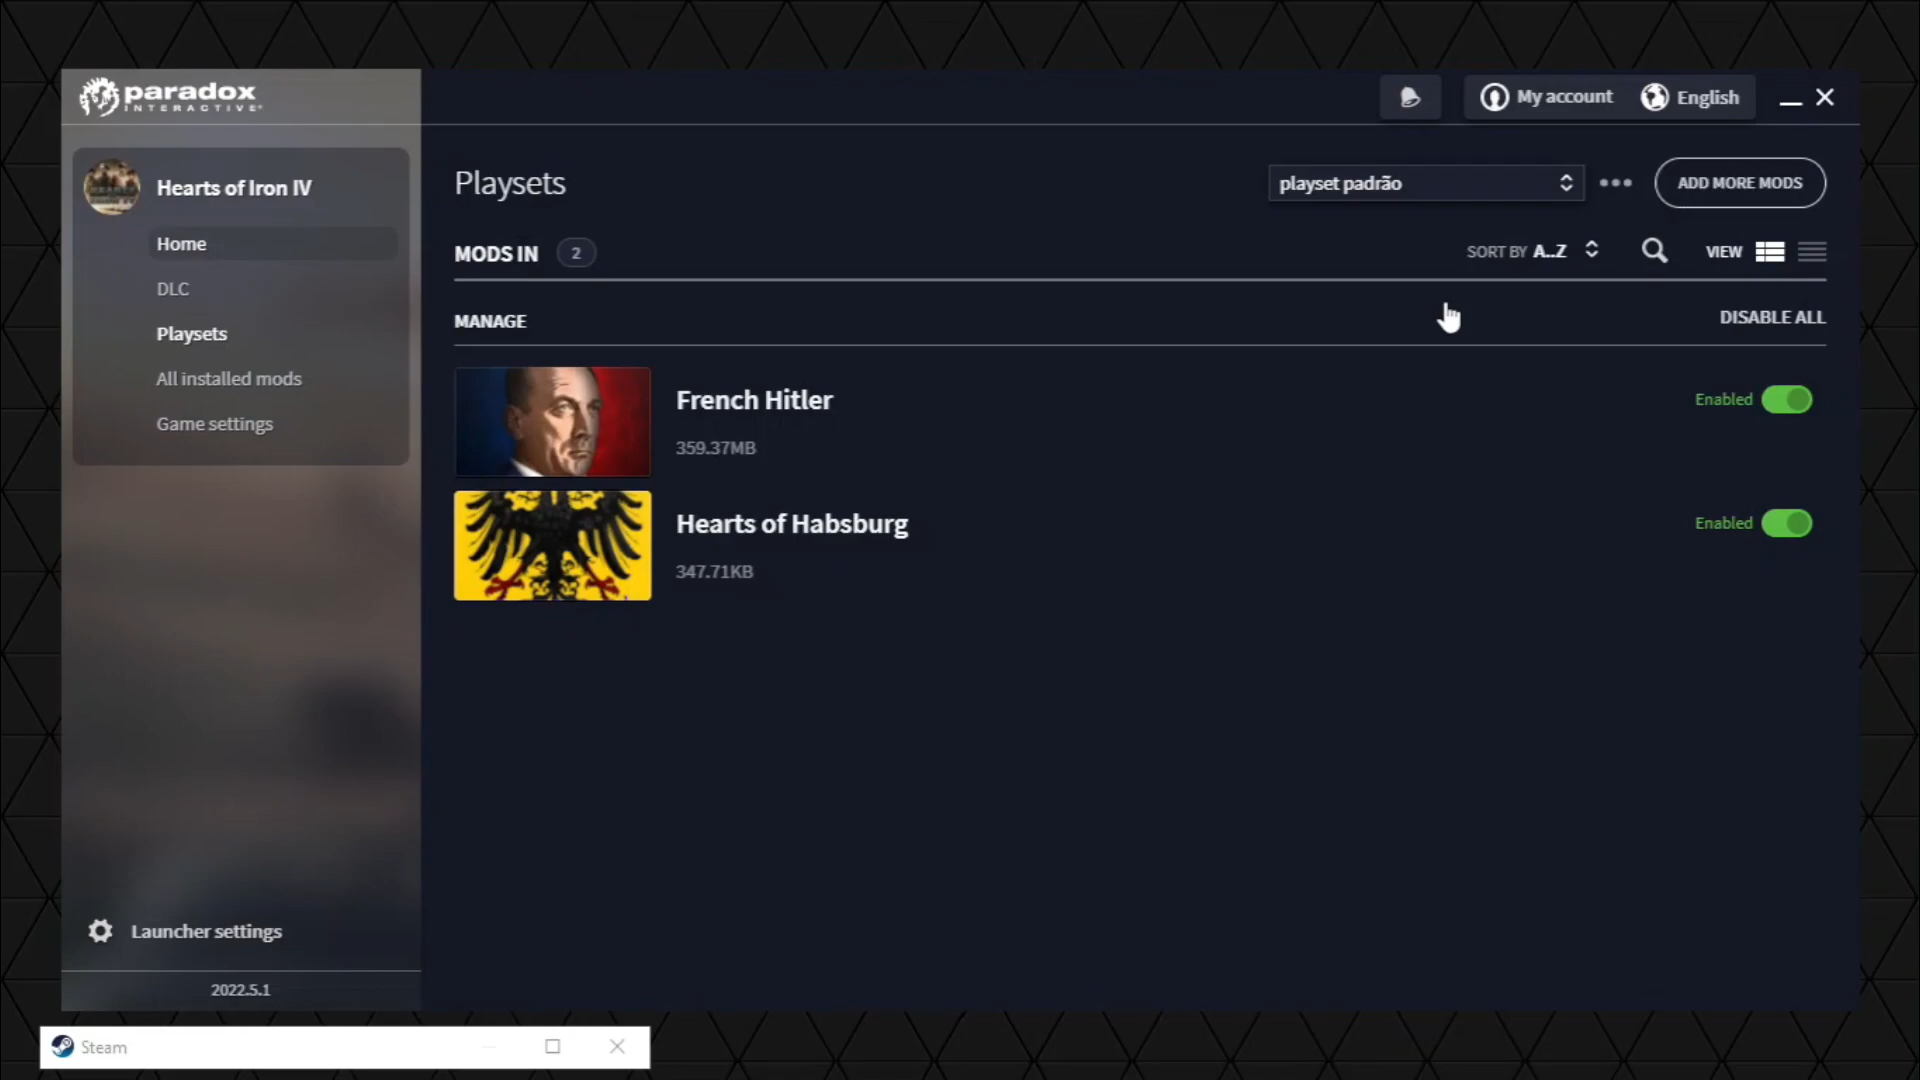 paradox
INTERACTIVE
My account
English
Hearts of Iron IV
Home
DLC
Playsets
All installed mods
Game settings
Launcher settings
2022.5.1
Playsets
playset padrão
ADD MORE MODS
MODS IN 2
SORT BY A..Z
VIEW
MANAGE
DISABLE ALL
French Hitler
359.37MB
Enabled
Hearts of Habsburg
347.71KB
Enabled
Steam